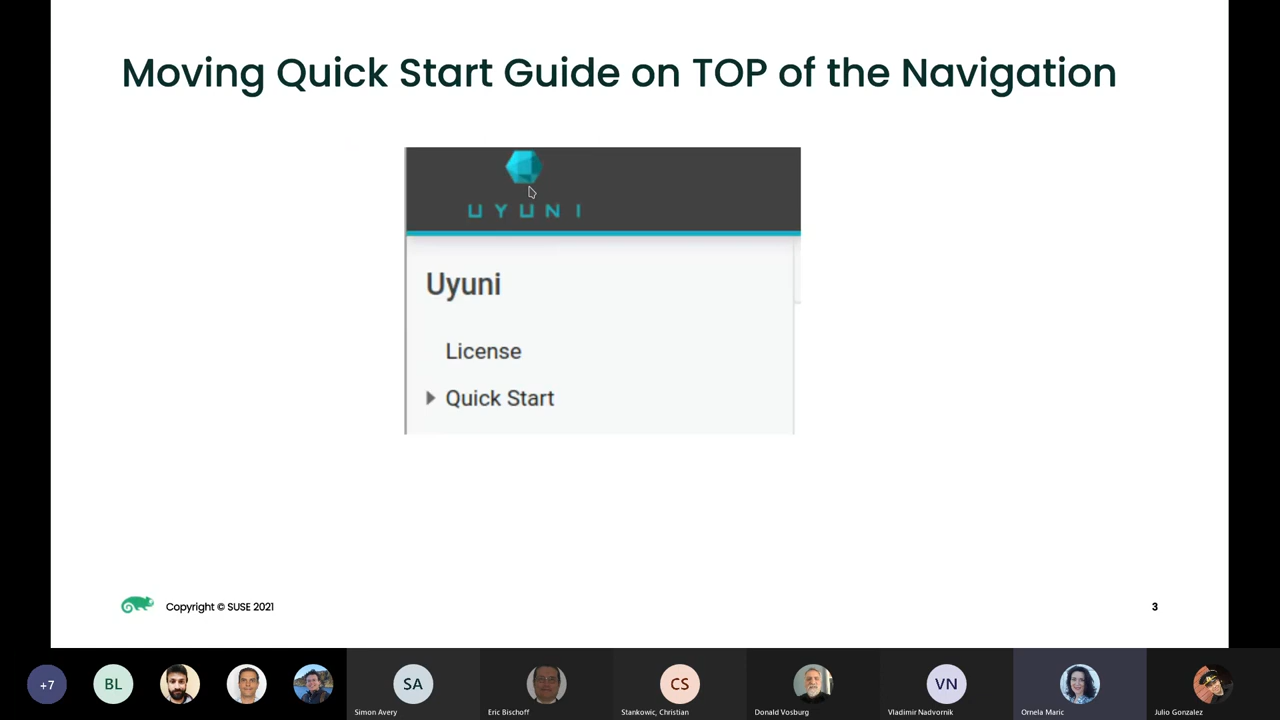 Moving Quick Start Guide on TOP of the Navigation
UYUNI
Uyuni
License
Quick Start
Copyright © SUSE 2021
3
+7
BL
SA
CS
VN
Simon Avery
Eric Bischoff
Stankowic, Christian
Donald Vosburg
Vladimir Nadvornik
Ornela Maric
Julio Gonzalez